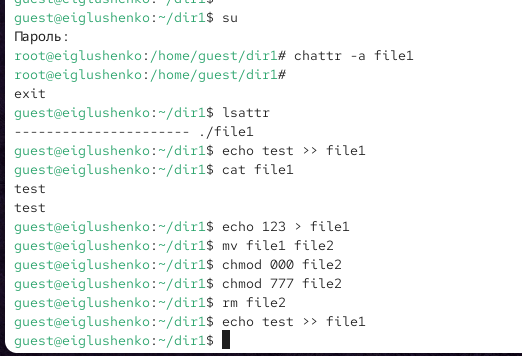 guest@eiglushenko:~/dir1$ su
Пароль:
root@eiglushenko:/home/guest/dir1# chattr -a file1
root@eiglushenko:/home/guest/dir1#
exit
guest@eiglushenko:~/dir1$ lsattr
---------------------- ./file1
guest@eiglushenko:~/dir1$ echo test >> file1
guest@eiglushenko:~/dir1$ cat file1
test
test
guest@eiglushenko:~/dir1$ echo 123 > file1
guest@eiglushenko:~/dir1$ mv file1 file2
guest@eiglushenko:~/dir1$ chmod 000 file2
guest@eiglushenko:~/dir1$ chmod 777 file2
guest@eiglushenko:~/dir1$ rm file2
guest@eiglushenko:~/dir1$ echo test >> file1
guest@eiglushenko:~/dir1$